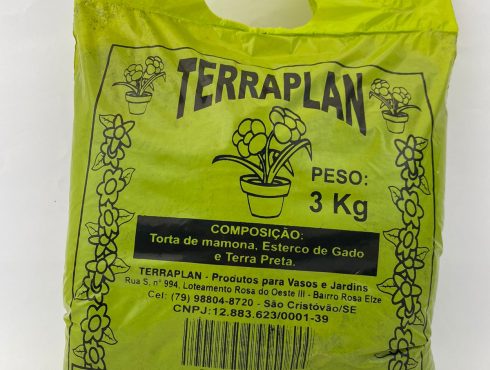 TERRAPLAN
PESO:
3 Kg
COMPOSIÇÃO:
Torta de mamona, Esterco de Gado
e Terra Preta.
TERRAPLAN - Produtos para Vasos e Jardins
Rua S, n° 994, Loteamento Rosa do Oeste III - Bairro Rosa Elze
Cel: (79) 98804-8720 - São Cristóvão/SE
CNPJ:12.883.623/0001-39